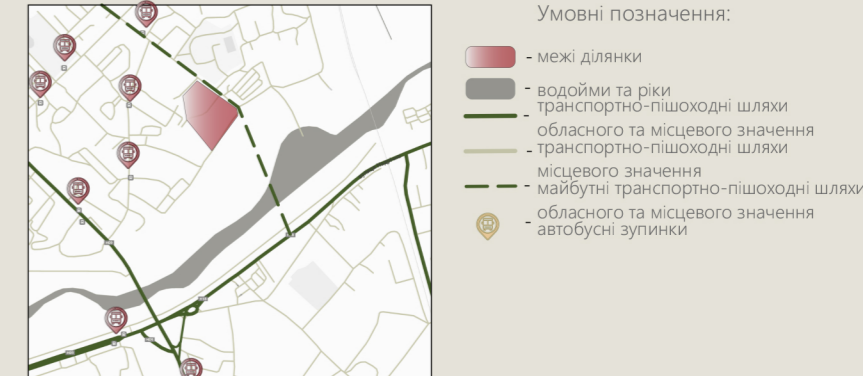 Умовні позначення:
- межі ділянки
- водойми та ріки
транспортно-пішоходні шляхи
-
обласного та місцевого значення
- транспортно-пішоходні шляхи
місцевого значення
- майбутні транспортно-пішоходні шляхи
обласного та місцевого значення
- автобусні зупинки